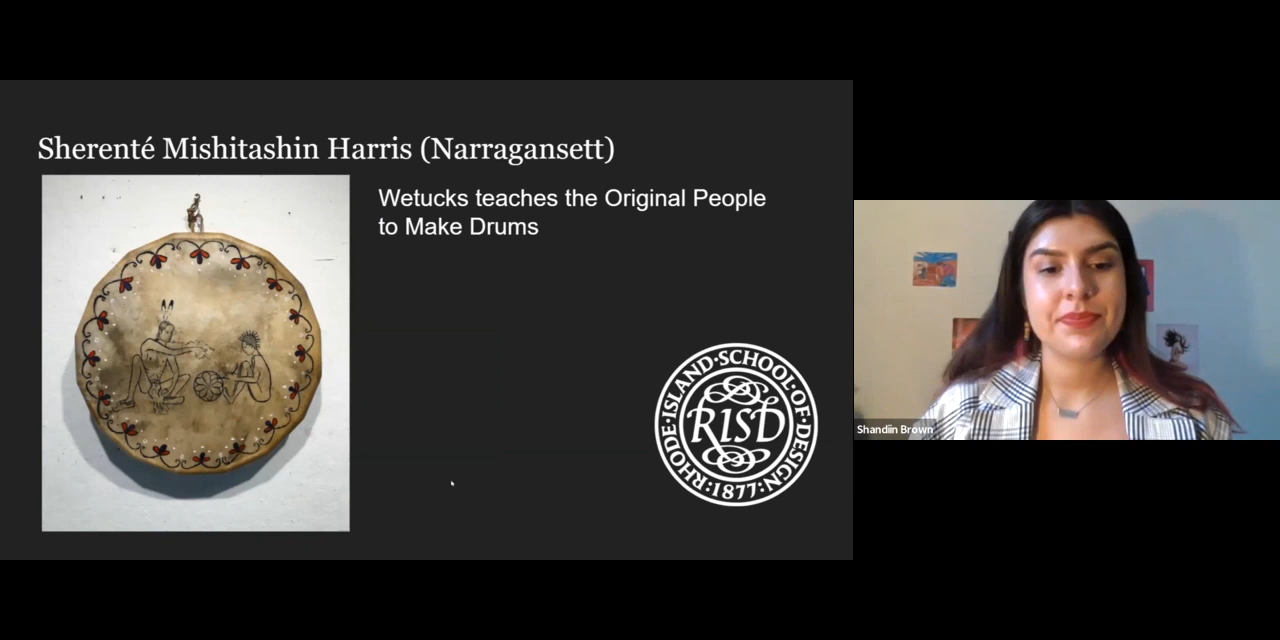 Sherenté Mishitashin Harris (Narragansett)
Wetucks teaches the Original People
to Make Drums
RHODE·ISLAND·SCHOOL·OF·DESIGN
RISD
:1877:
Shandiin Brown